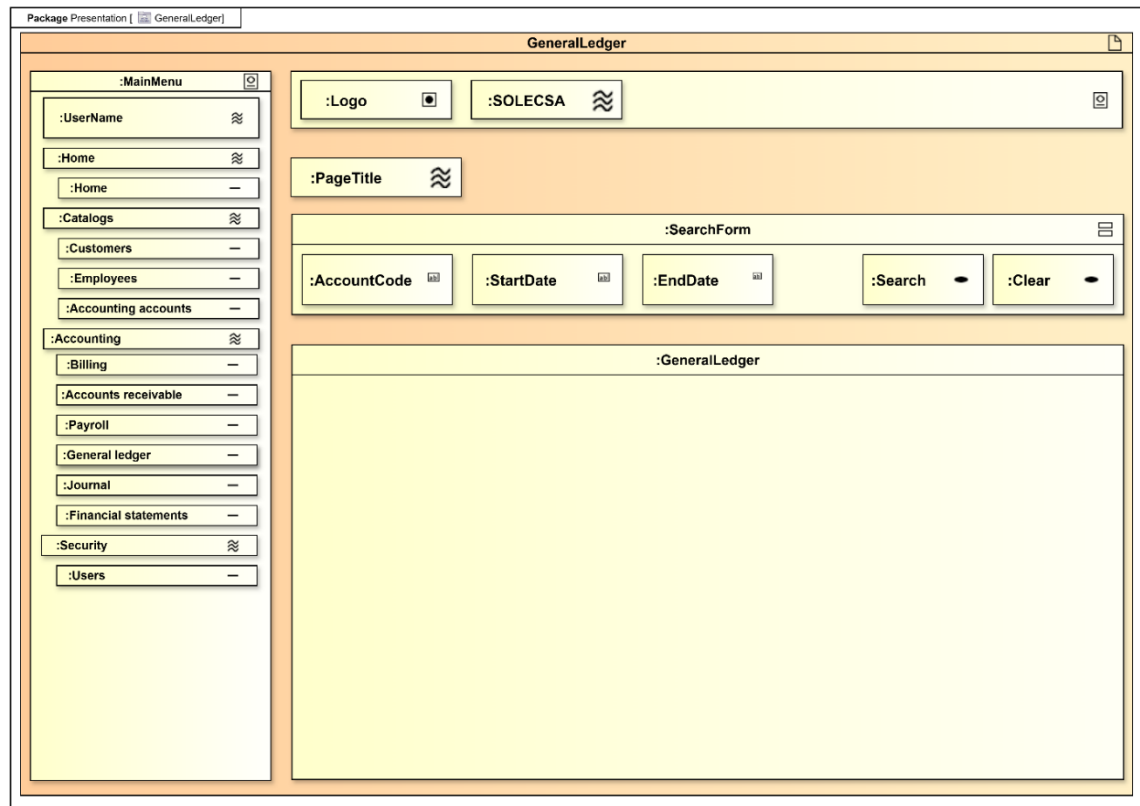 Package Presentation [ GeneralLedger]
GeneralLedger
:MainMenu
:UserName
:Home
:Home
:Catalogs
:Customers
:Employees
:Accounting accounts
:Accounting
:Billing
:Accounts receivable
:Payroll
:General ledger
:Journal
:Financial statements
:Security
:Users
:Logo
:SOLECSA
:PageTitle
:SearchForm
:AccountCode
:StartDate
:EndDate
:Search
:Clear
:GeneralLedger